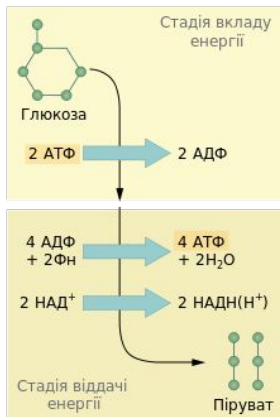 Стадія вкладу
енергії
Глюкоза
2 АТФ
2 АДФ
4 АДФ
+ 2Фн
4 АТФ
+ 2H₂O
2 НАД⁺
2 НАДН(Н⁺)
Стадія віддачі
енергії
Піруват